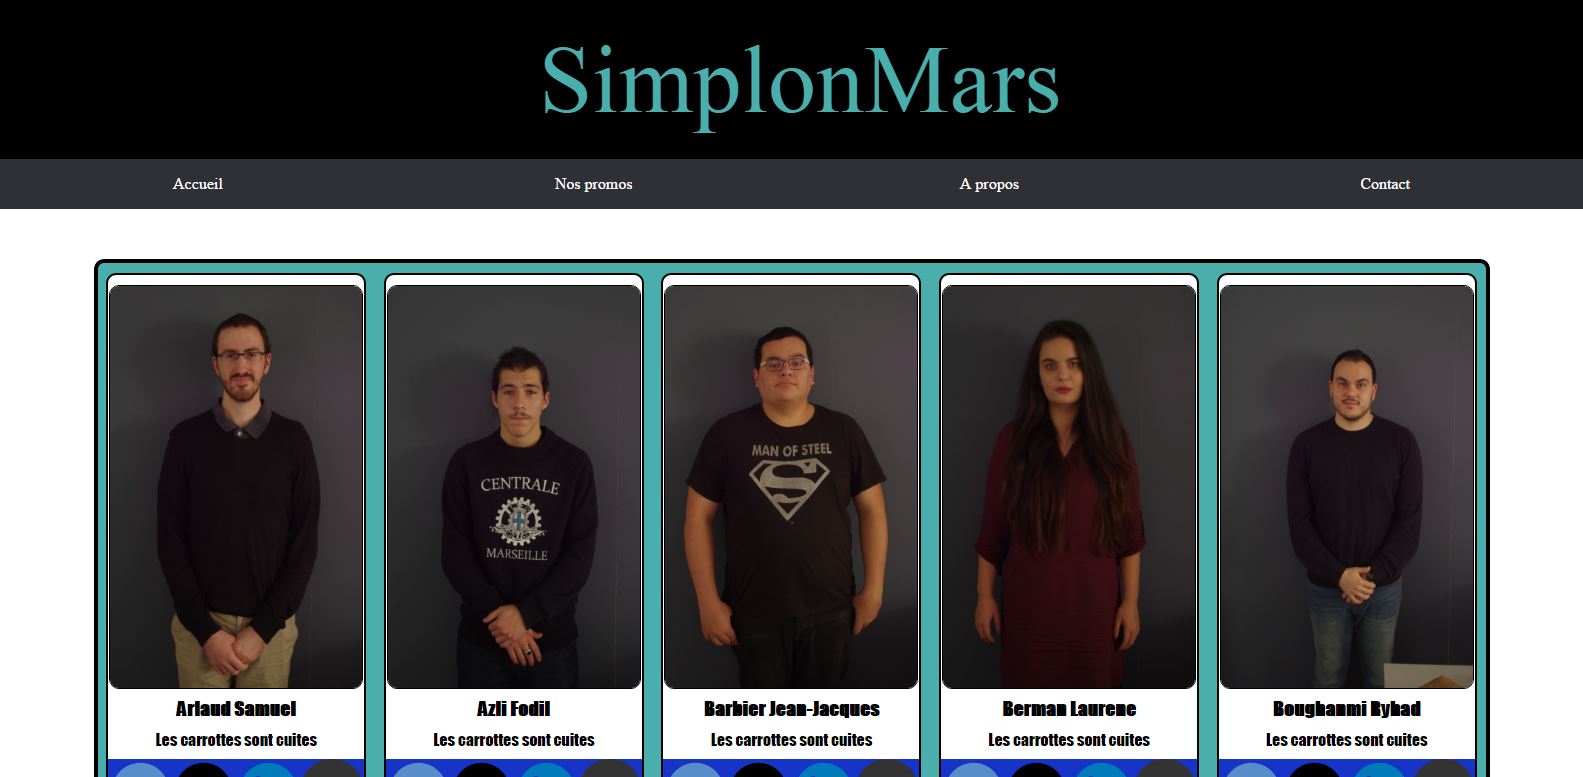 SimplonMars
Accueil
Nos promos
A propos
Contact
CENTRALE
MARSEILLE
MAN OF STEEL
S
Arlaud Samuel
Azli Fodil
Barbier Jean-Jacques
Berman Laurene
Boughanmi Ryhad
Les carrottes sont cuites
Les carrottes sont cuites
Les carrottes sont cuites
Les carrottes sont cuites
Les carrottes sont cuites